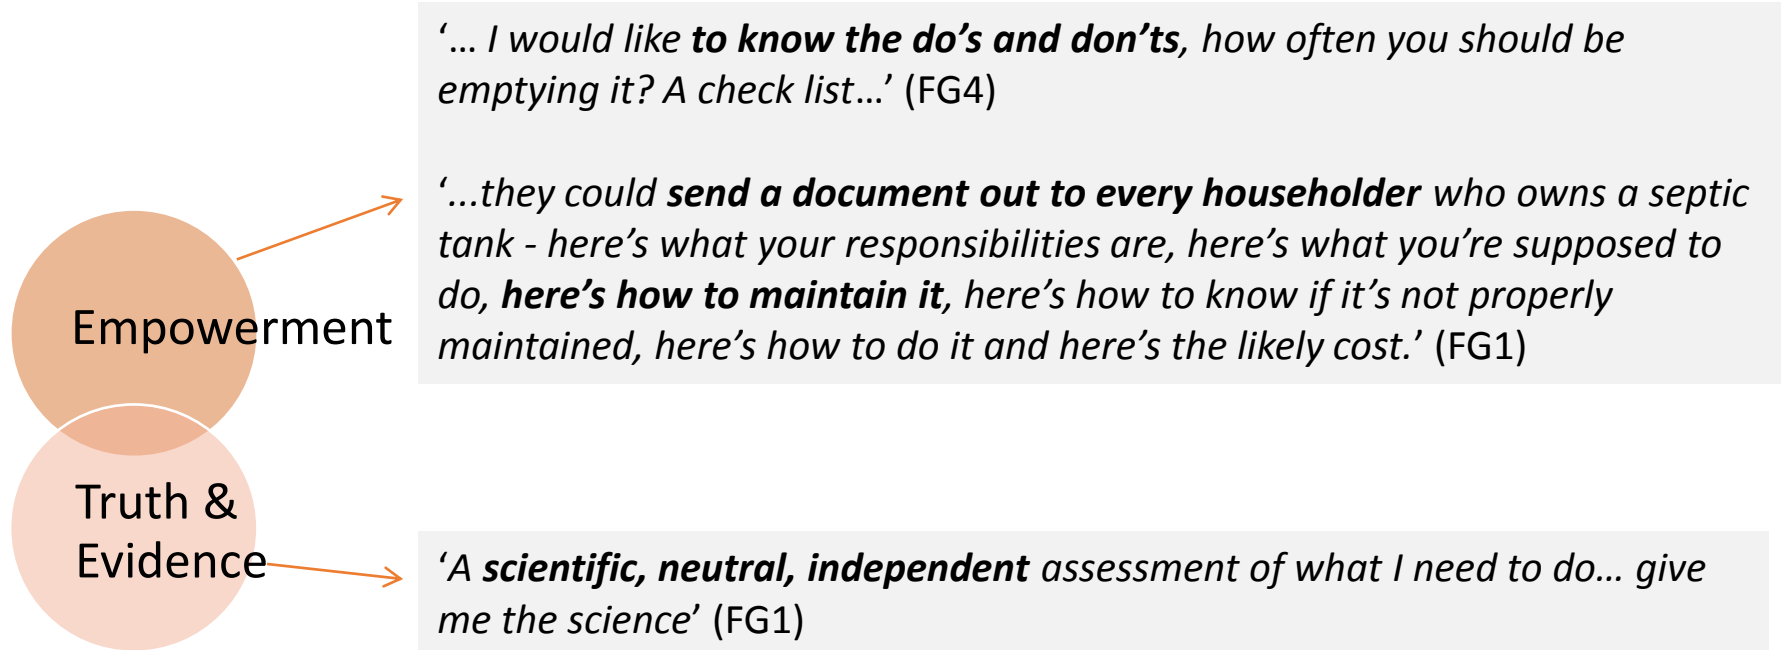 ‘… I would like to know the do’s and don’ts, how often you should be
emptying it? A check list…’ (FG4)
‘...they could send a document out to every householder who owns a septic
tank - here’s what your responsibilities are, here’s what you’re supposed to
do, here’s how to maintain it, here’s how to know if it’s not properly
maintained, here’s how to do it and here’s the likely cost.’ (FG1)
Empowerment
Truth &
Evidence
‘A scientific, neutral, independent assessment of what I need to do… give
me the science’ (FG1)